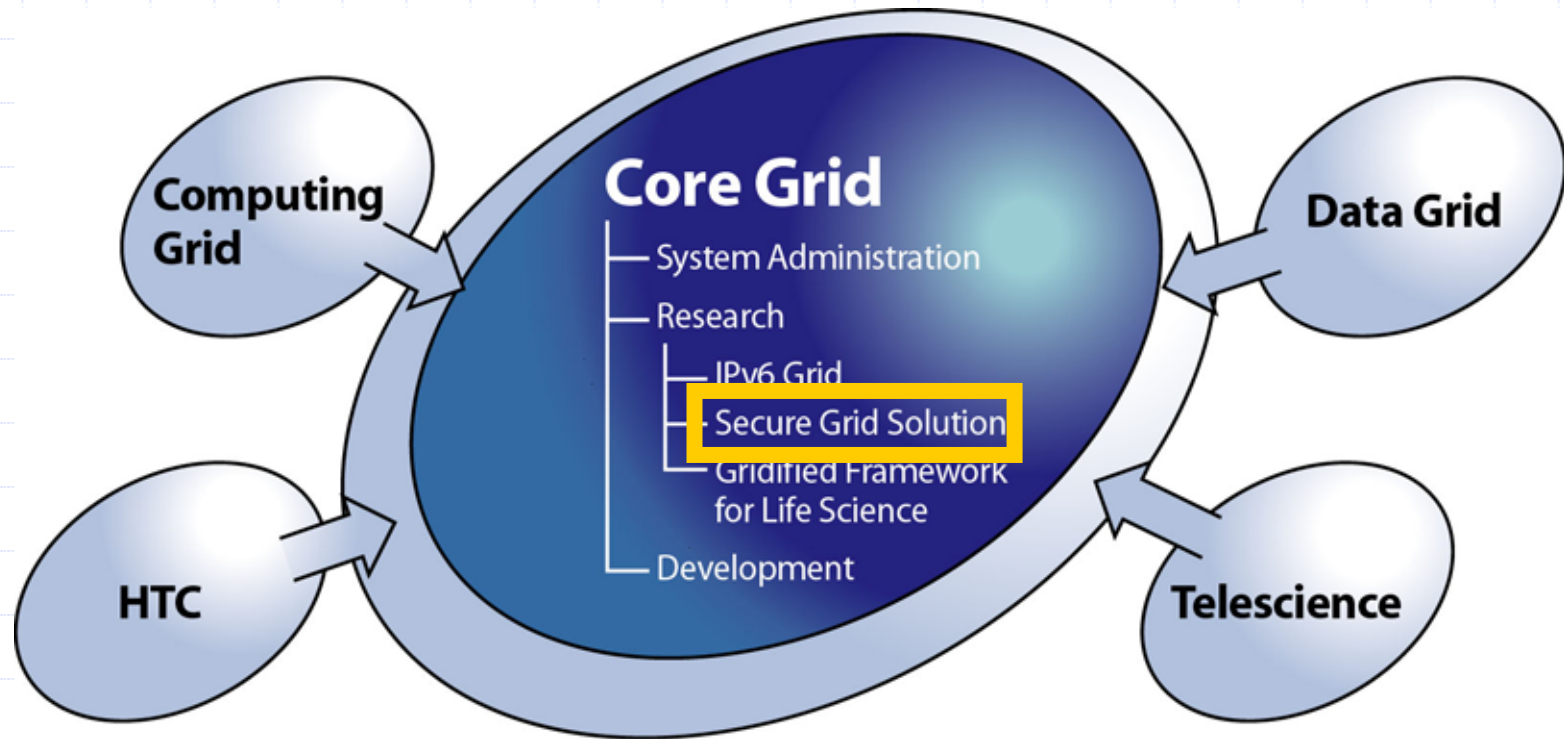 Core Grid
System Administration
Research
IPv6 Grid
Secure Grid Solution
Gridified Framework
for Life Science
Development
Computing
Grid
Data Grid
HTC
Telescience